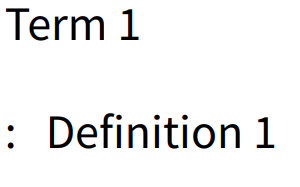 Term 1
: Definition 1